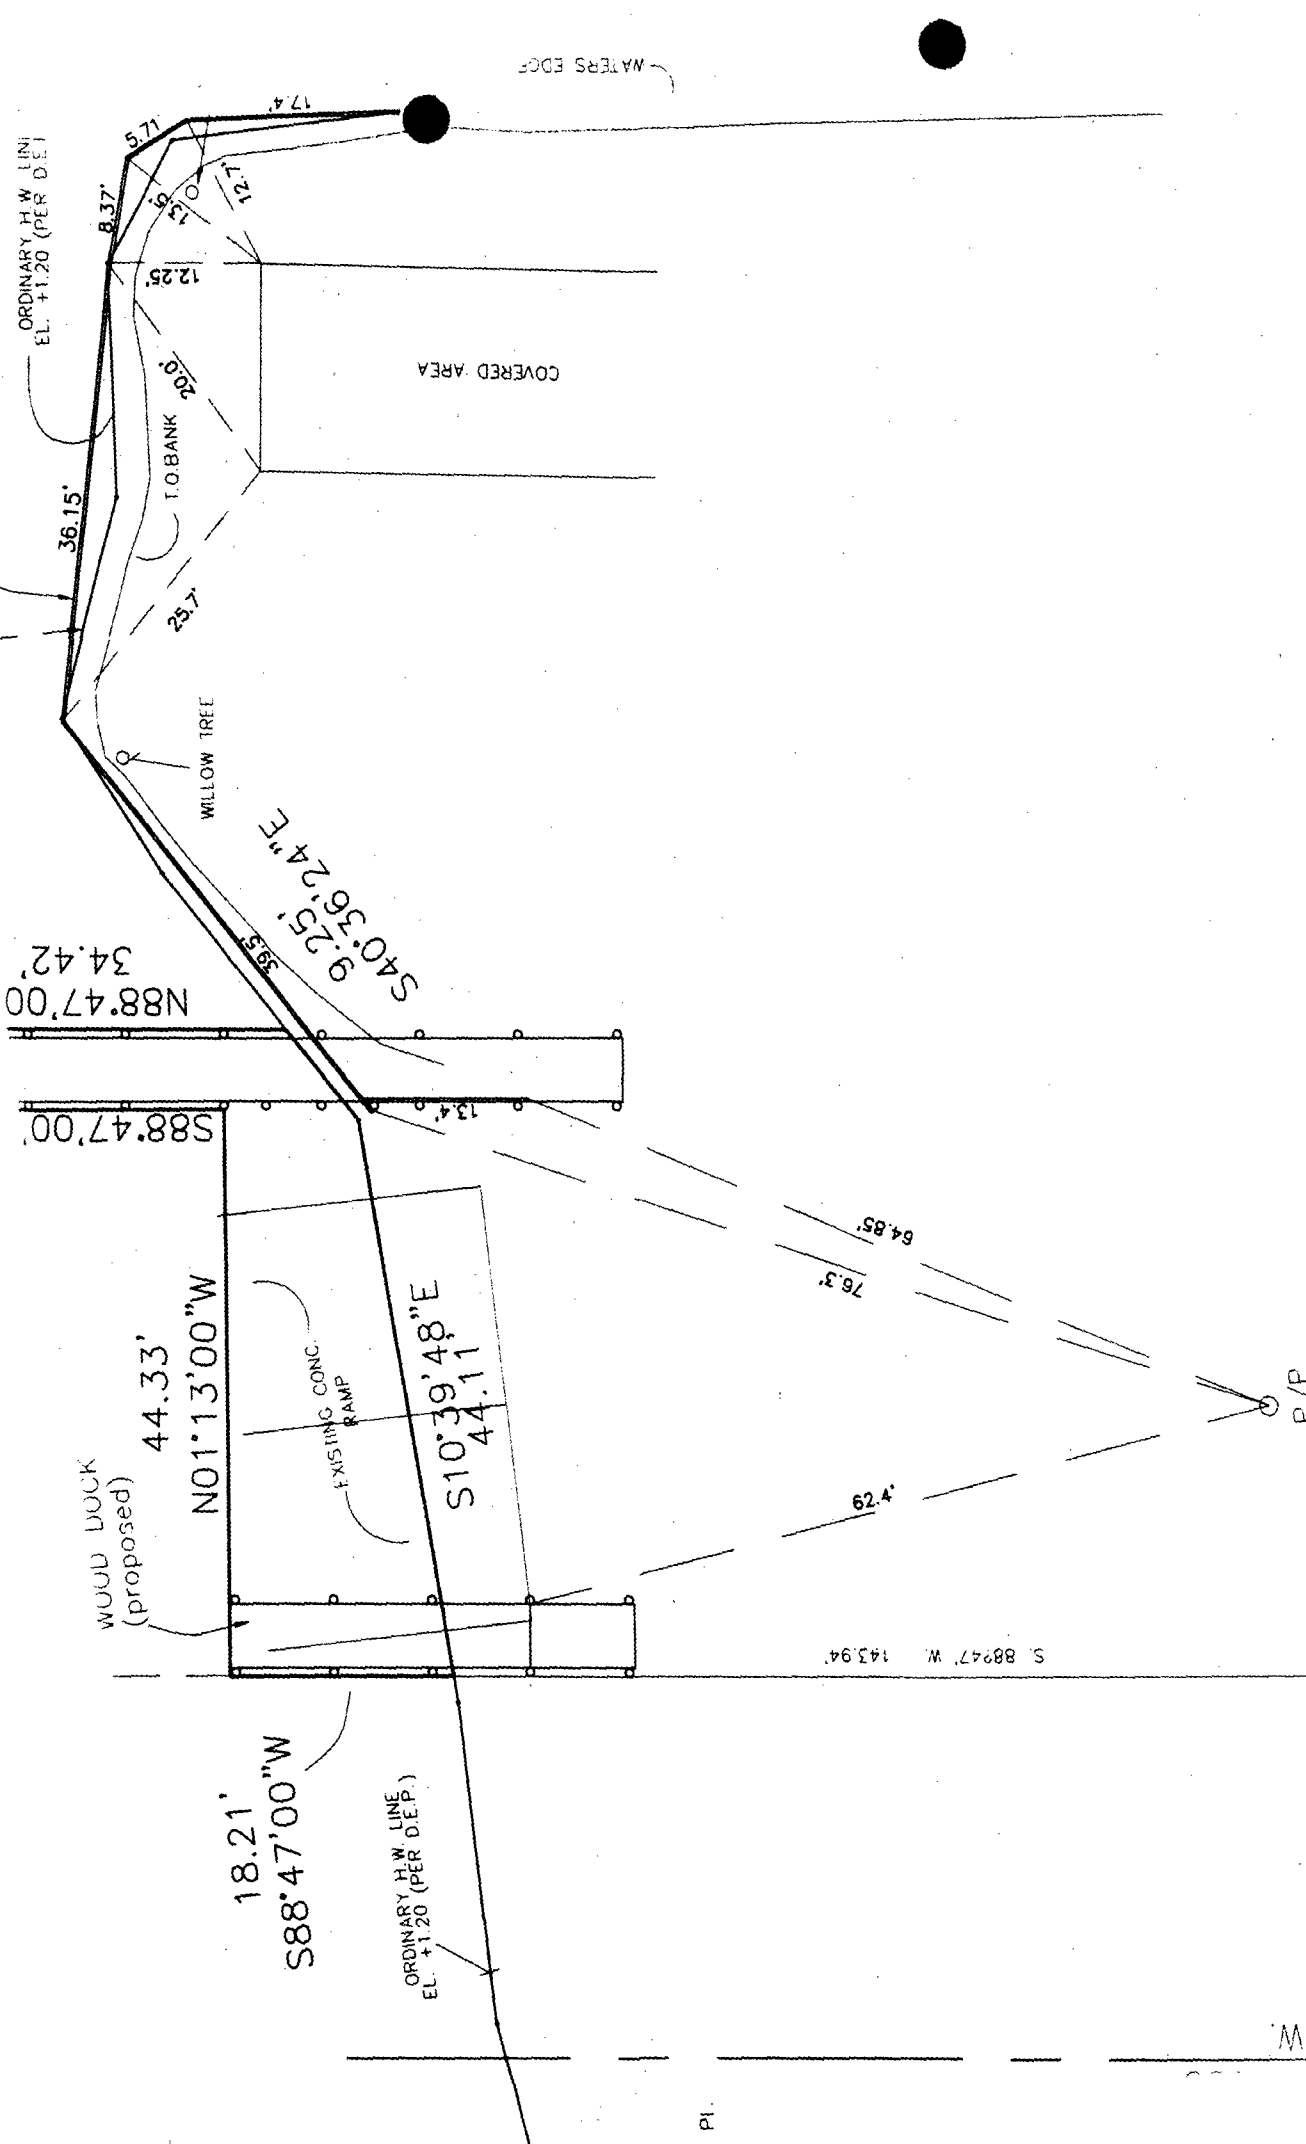 WATERS EDGE
17.4'
5.71'
8.37'
ORDINARY H.W. LINE
EL. +1.20 (PER D.E.P
12.7'
13.6'
12.25'
20.0'
COVERED AREA
36.15'
T.O.BANK
25.7'
WILLOW TREE
39.5'
9.25'
S40°36'24"E
34.42'
N88°47'00
S88°47'00'
13.4'
64.85'
76.3'
44.33'
N01°13'00"W
EXISTING CONC.
RAMP
S10°39'48"E
44.11'
WOOD DOCK
(proposed)
62.4'
P/P
S. 88°47' W. 143.94'
18.21'
S88°47'00"W
ORDINARY H.W. LINE
EL. +1.20 (PER D.E.P.)
W.
PI.